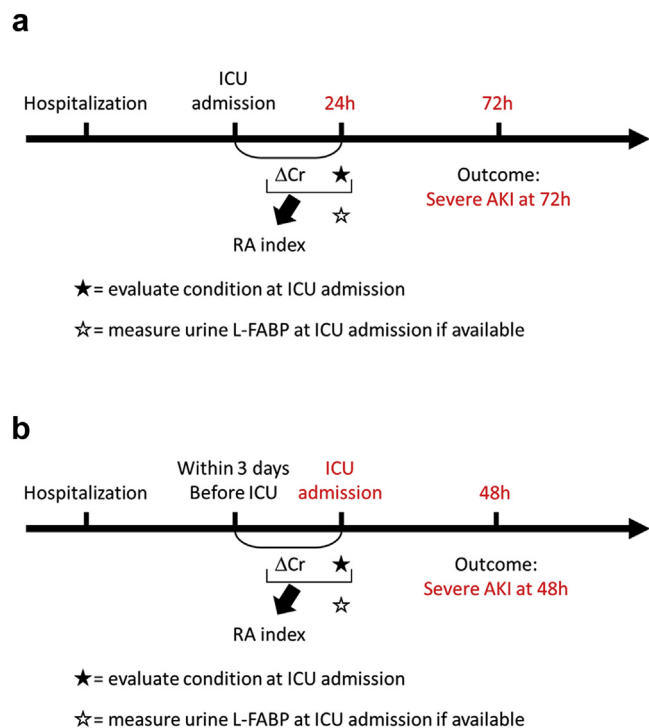 a
ICU
Hospitalization admission 24h 72h
ΔCr ★ Outcome:
Severe AKI at 72h
☆
RA index
★= evaluate condition at ICU admission
☆= measure urine L-FABP at ICU admission if available
b
Within 3 days ICU
Hospitalization Before ICU admission 48h
ΔCr ★ Outcome:
Severe AKI at 48h
☆
RA index
★= evaluate condition at ICU admission
☆= measure urine L-FABP at ICU admission if available